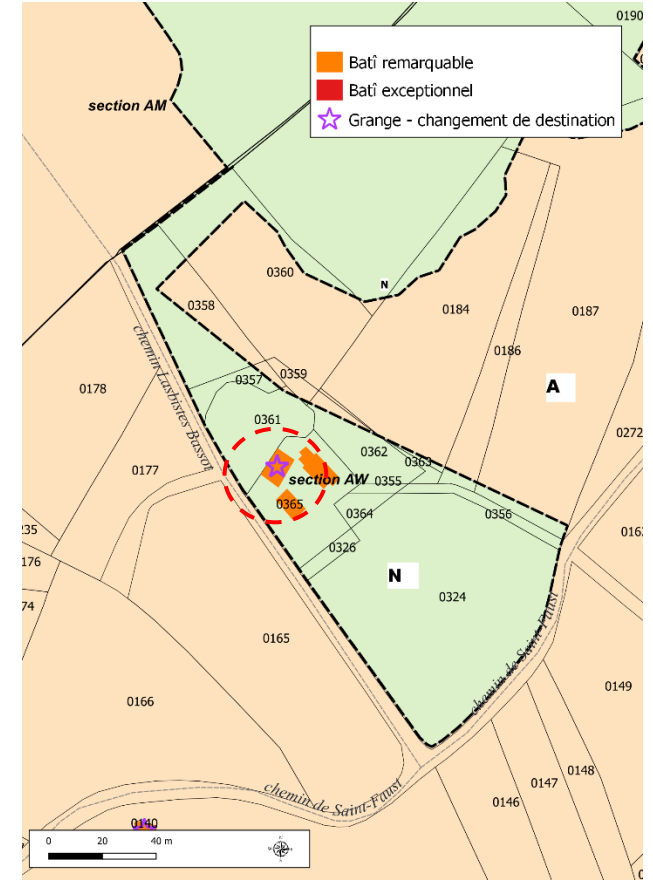 0190
Batî remarquable
Batî exceptionnel
Grange - changement de destination
section AM
0360
N
0358
0184
0187
0186
chemin Lasbistes Bassot
0178
0357
0359
A
0361
0362
0272
0177
0363
section AW
0355
0365
0364
0356
235
0326
0162
176
N
74
0324
0165
chemin de Saint-Faust
0149
0166
0148
0147
chemin de Saint-Faust
0146
0140
0 20 40 m